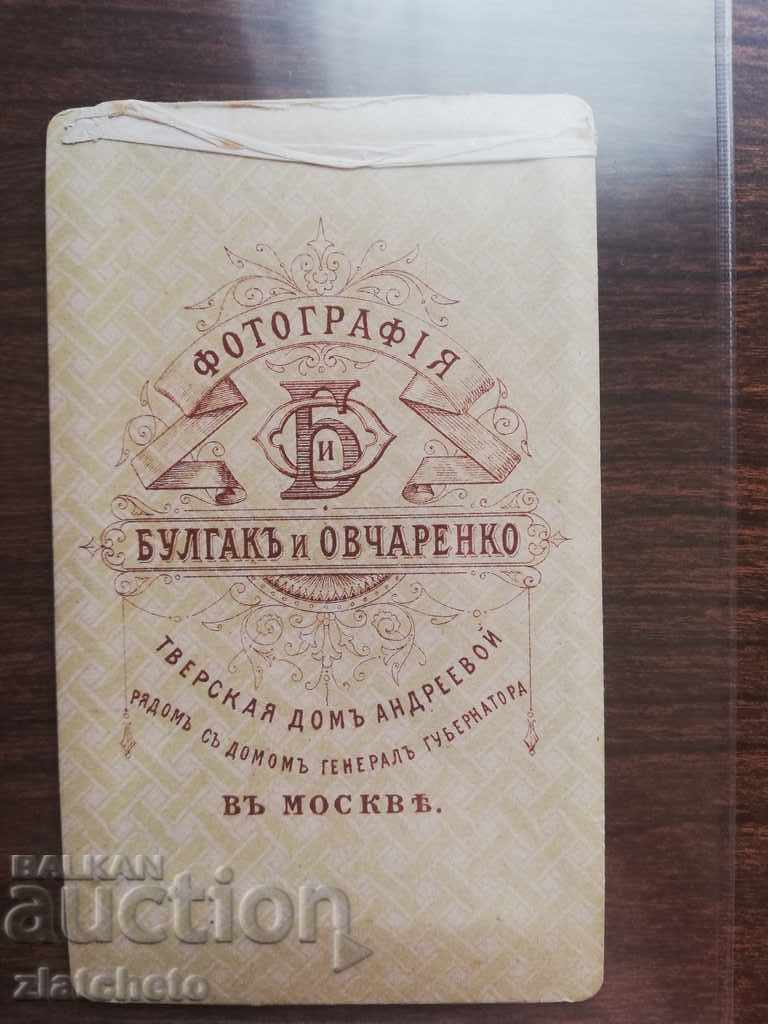 ФОТОГРАФІЯ
Б и О
БУЛГАКЪ и ОВЧАРЕНКО
ТВЕРСКАЯ ДОМЪ АНДРЕЕВОЙ
РЯДОМЪ СЪ ДОМОМЪ ГЕНЕРАЛЪ ГУБЕРНАТОРА
ВЪ МОСКВѢ.
BALKAN
auction
zlatcheto